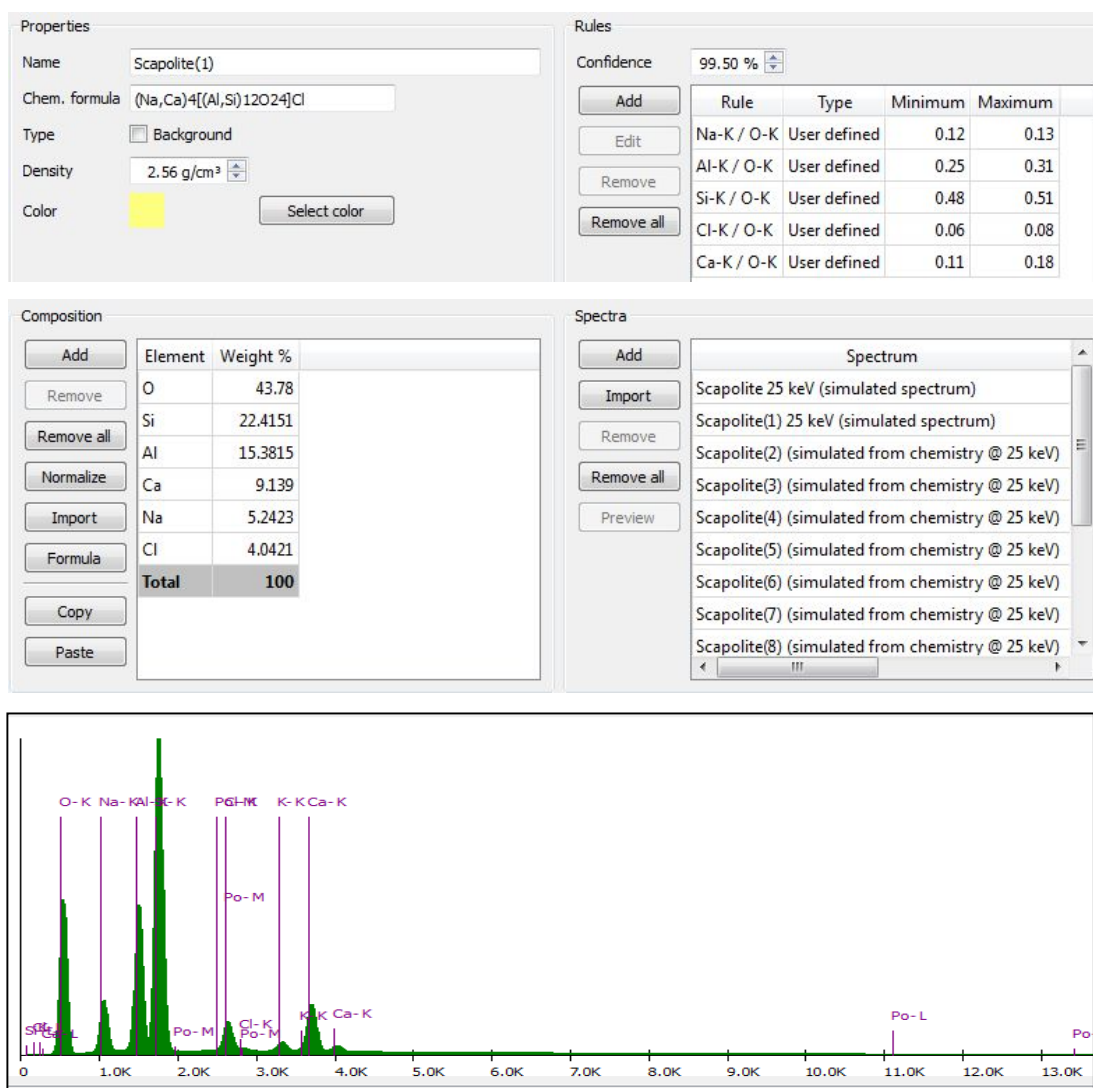 Properties
Name Scapolite(1)
Chem. formula (Na,Ca)4[(Al,Si)12O24]Cl
Type Background
Density 2.56 g/cm³
Color Select color
Rules
Confidence 99.50 %
Add
Edit
Remove
Remove all
Rule Type Minimum Maximum
Na-K / O-K User defined 0.12 0.13
Al-K / O-K User defined 0.25 0.31
Si-K / O-K User defined 0.48 0.51
Cl-K / O-K User defined 0.06 0.08
Ca-K / O-K User defined 0.11 0.18
Composition
Add
Remove
Remove all
Normalize
Import
Formula
Copy
Paste
Element Weight %
O 43.78
Si 22.4151
Al 15.3815
Ca 9.139
Na 5.2423
Cl 4.0421
Total 100
Spectra
Add
Import
Remove
Remove all
Preview
Spectrum
Scapolite 25 keV (simulated spectrum)
Scapolite(1) 25 keV (simulated spectrum)
Scapolite(2) (simulated from chemistry @ 25 keV)
Scapolite(3) (simulated from chemistry @ 25 keV)
Scapolite(4) (simulated from chemistry @ 25 keV)
Scapolite(5) (simulated from chemistry @ 25 keV)
Scapolite(6) (simulated from chemistry @ 25 keV)
Scapolite(7) (simulated from chemistry @ 25 keV)
Scapolite(8) (simulated from chemistry @ 25 keV)
O-K Na-K K-K Ca-K
Po-M
Po-M Cl-K Po-M K-K Ca-K Po-L Po-
0 1.0K 2.0K 3.0K 4.0K 5.0K 6.0K 7.0K 8.0K 9.0K 10.0K 11.0K 12.0K 13.0K